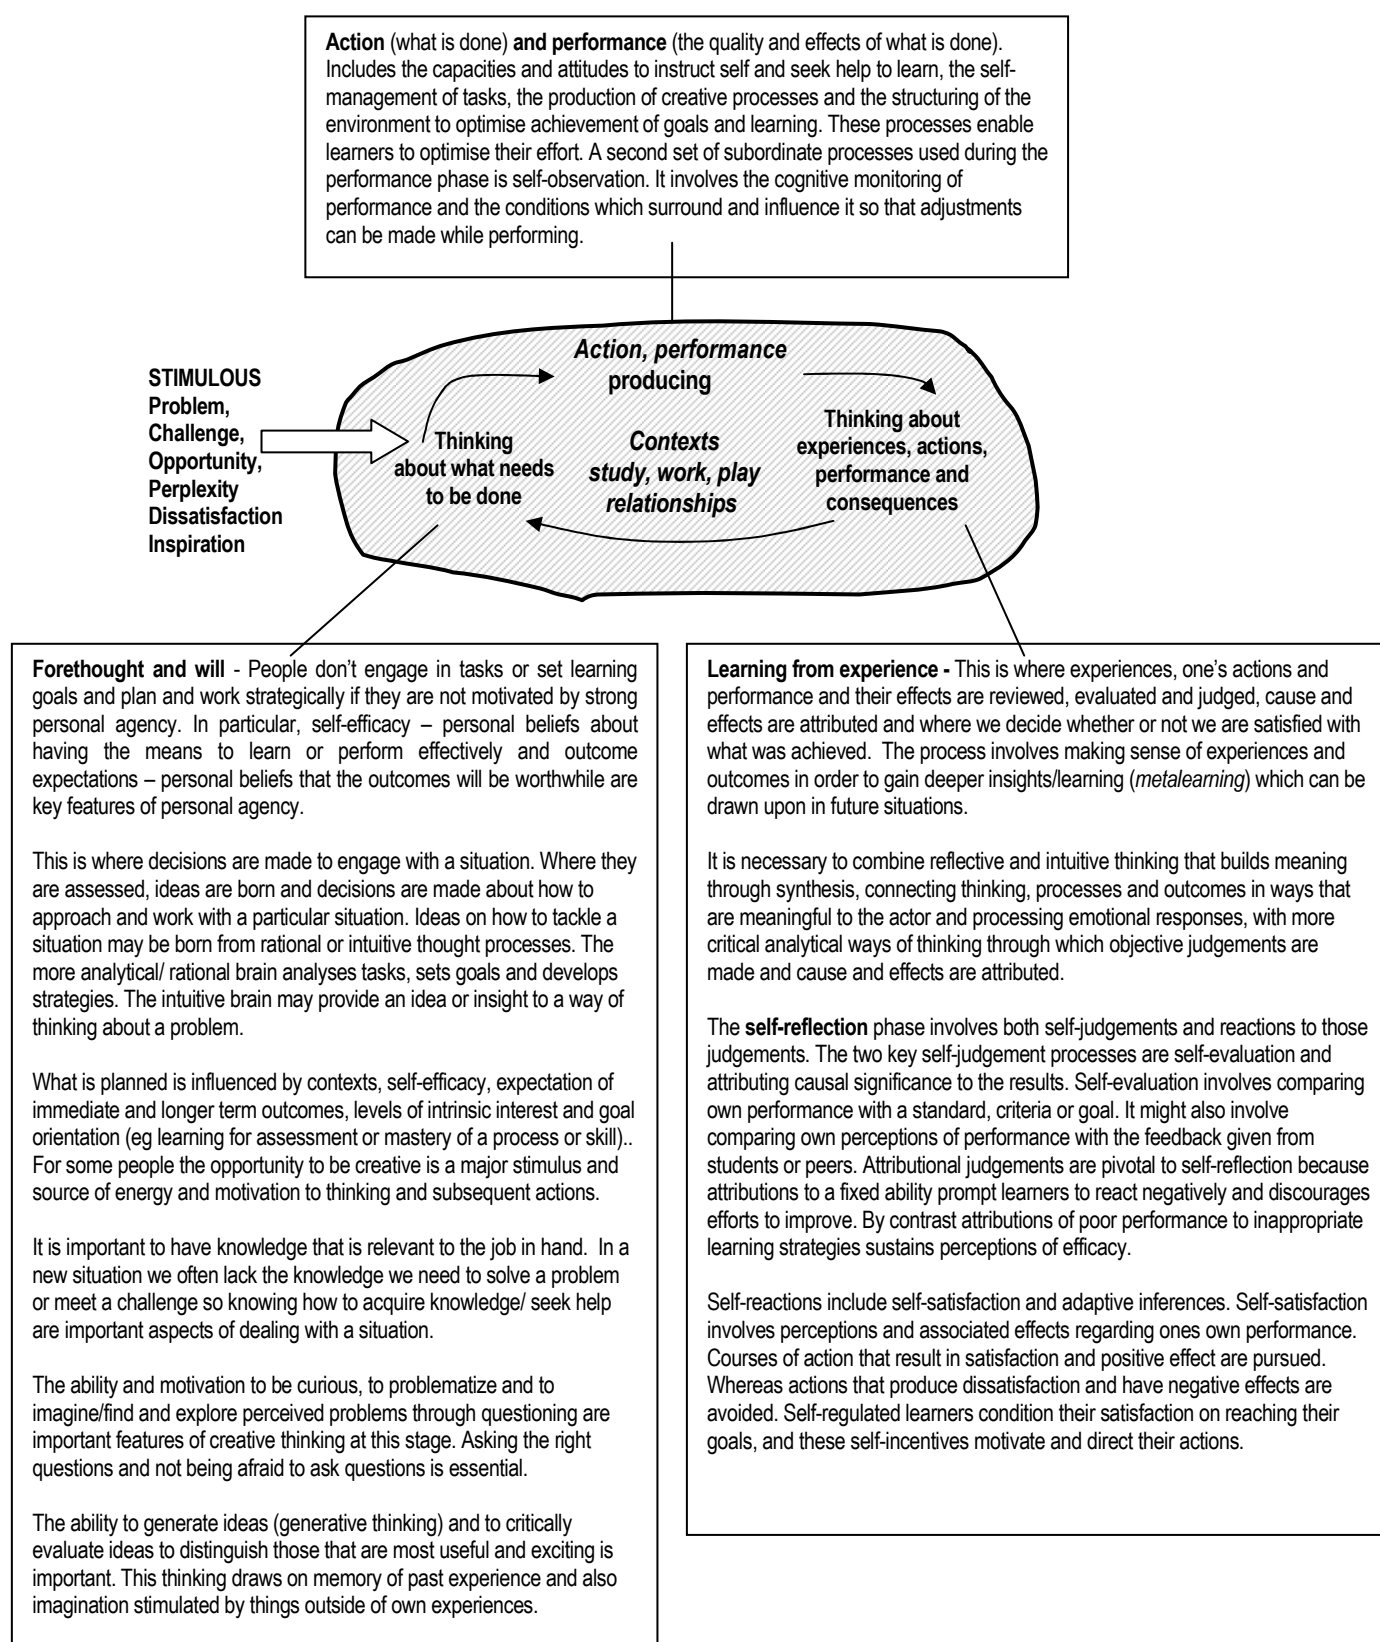 Action (what is done) and performance (the quality and effects of what is done).
Includes the capacities and attitudes to instruct self and seek help to learn, the self-
management of tasks, the production of creative processes and the structuring of the
environment to optimise achievement of goals and learning. These processes enable
learners to optimise their effort. A second set of subordinate processes used during the
performance phase is self-observation. It involves the cognitive monitoring of
performance and the conditions which surround and influence it so that adjustments
can be made while performing.
STIMULOUS
Problem,
Challenge,
Opportunity,
Perplexity
Dissatisfaction
Inspiration
Action, performance
producing
Thinking
about what needs
to be done
Contexts
study, work, play
relationships
Thinking about
experiences, actions,
performance and
consequences
Forethought and will - People don't engage in tasks or set learning
goals and plan and work strategically if they are not motivated by strong
personal agency. In particular, self-efficacy – personal beliefs about
having the means to learn or perform effectively and outcome
expectations – personal beliefs that the outcomes will be worthwhile are
key features of personal agency.
This is where decisions are made to engage with a situation. Where they
are assessed, ideas are born and decisions are made about how to
approach and work with a particular situation. Ideas on how to tackle a
situation may be born from rational or intuitive thought processes. The
more analytical/ rational brain analyses tasks, sets goals and develops
strategies. The intuitive brain may provide an idea or insight to a way of
thinking about a problem.
What is planned is influenced by contexts, self-efficacy, expectation of
immediate and longer term outcomes, levels of intrinsic interest and goal
orientation (eg learning for assessment or mastery of a process or skill)..
For some people the opportunity to be creative is a major stimulus and
source of energy and motivation to thinking and subsequent actions.
It is important to have knowledge that is relevant to the job in hand. In a
new situation we often lack the knowledge we need to solve a problem
or meet a challenge so knowing how to acquire knowledge/ seek help
are important aspects of dealing with a situation.
The ability and motivation to be curious, to problematize and to
imagine/find and explore perceived problems through questioning are
important features of creative thinking at this stage. Asking the right
questions and not being afraid to ask questions is essential.
The ability to generate ideas (generative thinking) and to critically
evaluate ideas to distinguish those that are most useful and exciting is
important. This thinking draws on memory of past experience and also
imagination stimulated by things outside of own experiences.
Learning from experience - This is where experiences, one's actions and
performance and their effects are reviewed, evaluated and judged, cause and
effects are attributed and where we decide whether or not we are satisfied with
what was achieved. The process involves making sense of experiences and
outcomes in order to gain deeper insights/learning (metalearning) which can be
drawn upon in future situations.
It is necessary to combine reflective and intuitive thinking that builds meaning
through synthesis, connecting thinking, processes and outcomes in ways that
are meaningful to the actor and processing emotional responses, with more
critical analytical ways of thinking through which objective judgements are
made and cause and effects are attributed.
The self-reflection phase involves both self-judgements and reactions to those
judgements. The two key self-judgement processes are self-evaluation and
attributing causal significance to the results. Self-evaluation involves comparing
own performance with a standard, criteria or goal. It might also involve
comparing own perceptions of performance with the feedback given from
students or peers. Attributional judgements are pivotal to self-reflection because
attributions to a fixed ability prompt learners to react negatively and discourages
efforts to improve. By contrast attributions of poor performance to inappropriate
learning strategies sustains perceptions of efficacy.
Self-reactions include self-satisfaction and adaptive inferences. Self-satisfaction
involves perceptions and associated effects regarding ones own performance.
Courses of action that result in satisfaction and positive effect are pursued.
Whereas actions that produce dissatisfaction and have negative effects are
avoided. Self-regulated learners condition their satisfaction on reaching their
goals, and these self-incentives motivate and direct their actions.